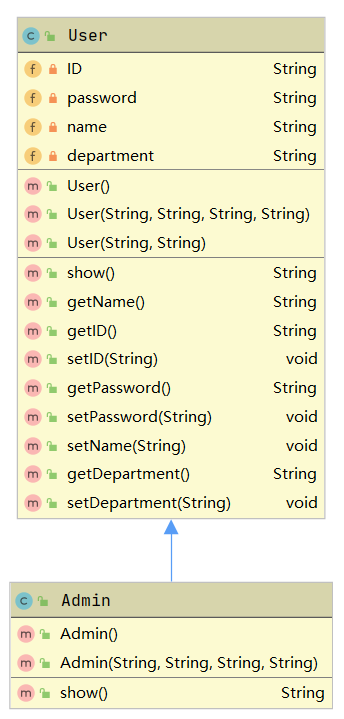 User
ID String
password String
name String
department String
User()
User(String, String, String, String)
User(String, String)
show() String
getName() String
getID() String
setID(String) void
getPassword() String
setPassword(String) void
setName(String) void
getDepartment() String
setDepartment(String) void
Admin
Admin()
Admin(String, String, String, String)
show() String